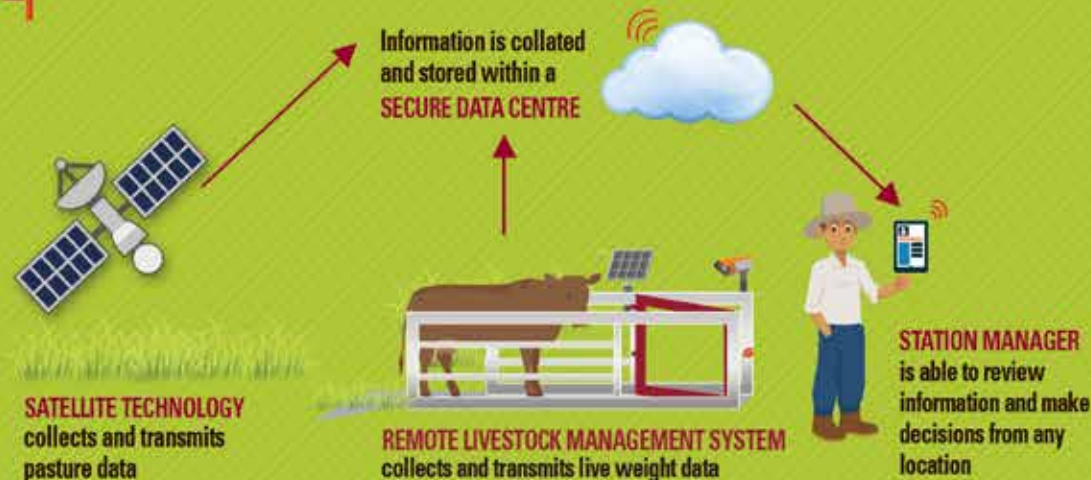 Information is collated
and stored within a
SECURE DATA CENTRE
SATELLITE TECHNOLOGY
collects and transmits
pasture data
REMOTE LIVESTOCK MANAGEMENT SYSTEM
collects and transmits live weight data
STATION MANAGER
is able to review
information and make
decisions from any
location